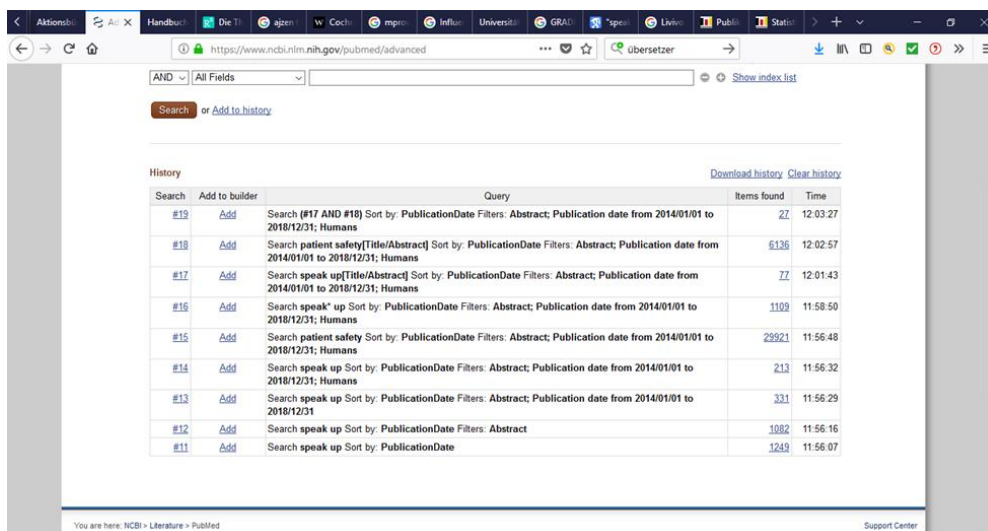 Aktionsbü
Ad
Handbuch
Die Th
ajzen
W Coch
mpro
Influe
Universitä
GRAD
"spea
Livivo
Publi
Statist
https://www.ncbi.nlm.nih.gov/pubmed/advanced
übersetzer
AND All Fields Show index list
Search or Add to history
History Download history Clear history
Search Add to builder Query Items found Time
#19 Add Search (#17 AND #18) Sort by: PublicationDate Filters: Abstract; Publication date from 2014/01/01 to 27 12:03:27
2018/12/31; Humans
#18 Add Search patient safety[Title/Abstract] Sort by: PublicationDate Filters: Abstract; Publication date from 6136 12:02:57
2014/01/01 to 2018/12/31; Humans
#17 Add Search speak up[Title/Abstract] Sort by: PublicationDate Filters: Abstract; Publication date from 77 12:01:43
2014/01/01 to 2018/12/31; Humans
#16 Add Search speak* up Sort by: PublicationDate Filters: Abstract; Publication date from 2014/01/01 to 1109 11:58:50
2018/12/31; Humans
#15 Add Search patient safety Sort by: PublicationDate Filters: Abstract; Publication date from 2014/01/01 to 29921 11:56:48
2018/12/31; Humans
#14 Add Search speak up Sort by: PublicationDate Filters: Abstract; Publication date from 2014/01/01 to 213 11:56:32
2018/12/31; Humans
#13 Add Search speak up Sort by: PublicationDate Filters: Abstract; Publication date from 2014/01/01 to 331 11:56:29
2018/12/31
#12 Add Search speak up Sort by: PublicationDate Filters: Abstract 1082 11:56:16
#11 Add Search speak up Sort by: PublicationDate 1249 11:56:07
You are here: NCBI > Literature > PubMed Support Center